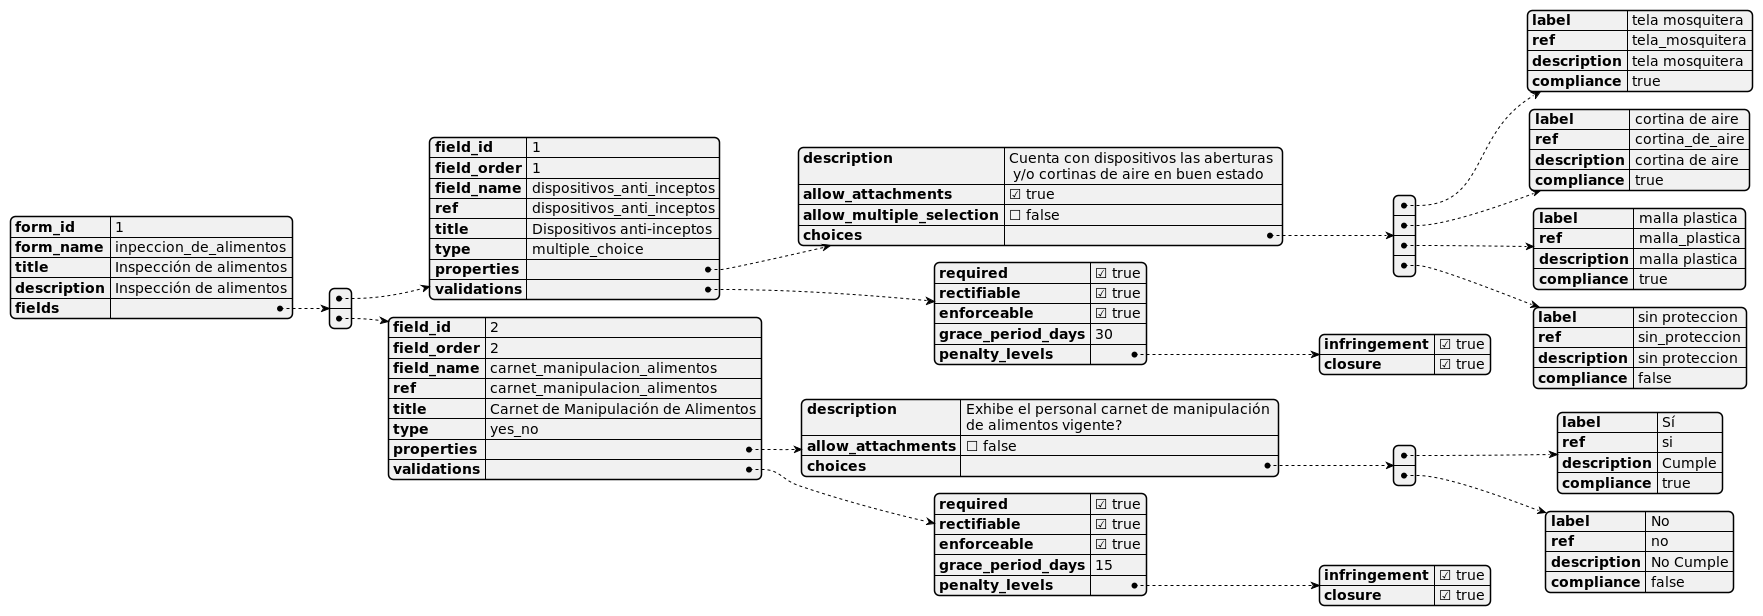 form_id 1
form_name inpeccion_de_alimentos
title Inspección de alimentos
description Inspección de alimentos
fields
field_id 1
field_order 1
field_name dispositivos_anti_inceptos
ref dispositivos_anti_inceptos
title Dispositivos anti-inceptos
type multiple_choice
properties
validations
description Cuenta con dispositivos las aberturas
y/o cortinas de aire en buen estado
allow_attachments ☑ true
allow_multiple_selection ☐ false
choices
label tela mosquitera
ref tela_mosquitera
description tela mosquitera
compliance true
label cortina de aire
ref cortina_de_aire
description cortina de aire
compliance true
label malla plastica
ref malla_plastica
description malla plastica
compliance true
label sin proteccion
ref sin_proteccion
description sin proteccion
compliance false
required ☑ true
rectifiable ☑ true
enforceable ☑ true
grace_period_days 30
penalty_levels
infringement ☑ true
closure ☑ true
field_id 2
field_order 2
field_name carnet_manipulacion_alimentos
ref carnet_manipulacion_alimentos
title Carnet de Manipulación de Alimentos
type yes_no
properties
validations
description Exhibe el personal carnet de manipulación
de alimentos vigente?
allow_attachments ☐ false
choices
label Sí
ref si
description Cumple
compliance true
label No
ref no
description No Cumple
compliance false
required ☑ true
rectifiable ☑ true
enforceable ☑ true
grace_period_days 15
penalty_levels
infringement ☑ true
closure ☑ true